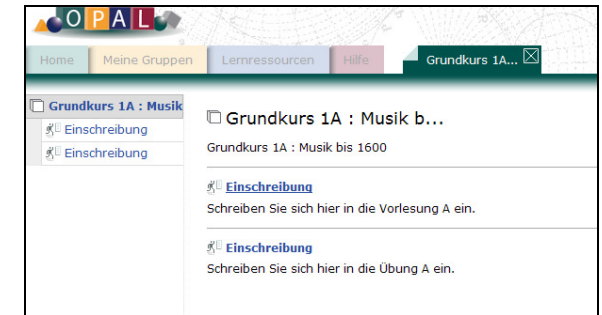 OPAL
Home
Meine Gruppen
Lernressourcen
Hilfe
Grundkurs 1A...
Grundkurs 1A : Musik
Einschreibung
Einschreibung
Grundkurs 1A : Musik b...
Grundkurs 1A : Musik bis 1600
Einschreibung
Schreiben Sie sich hier in die Vorlesung A ein.
Einschreibung
Schreiben Sie sich hier in die Übung A ein.